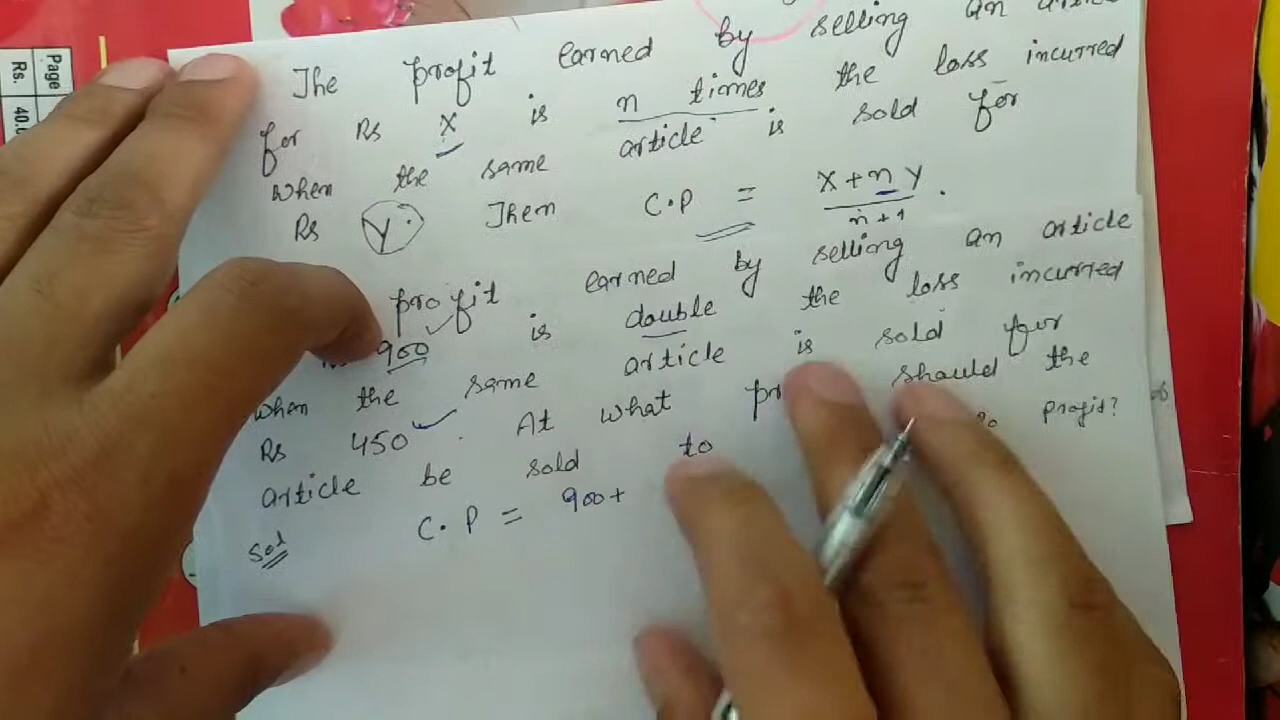 Page
Rs. 40.
The profit earned by selling an
for Rs X is n times the loss incurred
when the same article is sold for
Rs Y. Then C.P = X + n Y / n + 1 .
profit earned by selling an article
900 is double the loss incurred
when the same article is sold for
Rs 450 . At what should the
article be sold to % profit?
Sol C.P = 900+